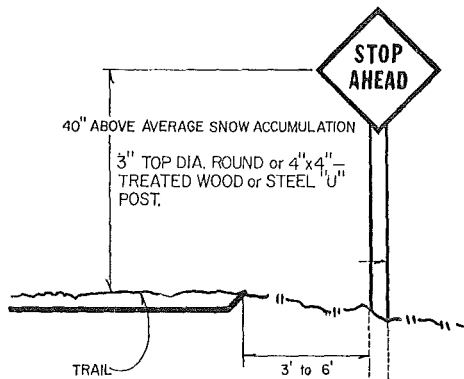 STOP
AHEAD
40" ABOVE AVERAGE SNOW ACCUMULATION
3" TOP DIA. ROUND or 4"x4"
TREATED WOOD or STEEL "U"
POST.
TRAIL
3' to 6'